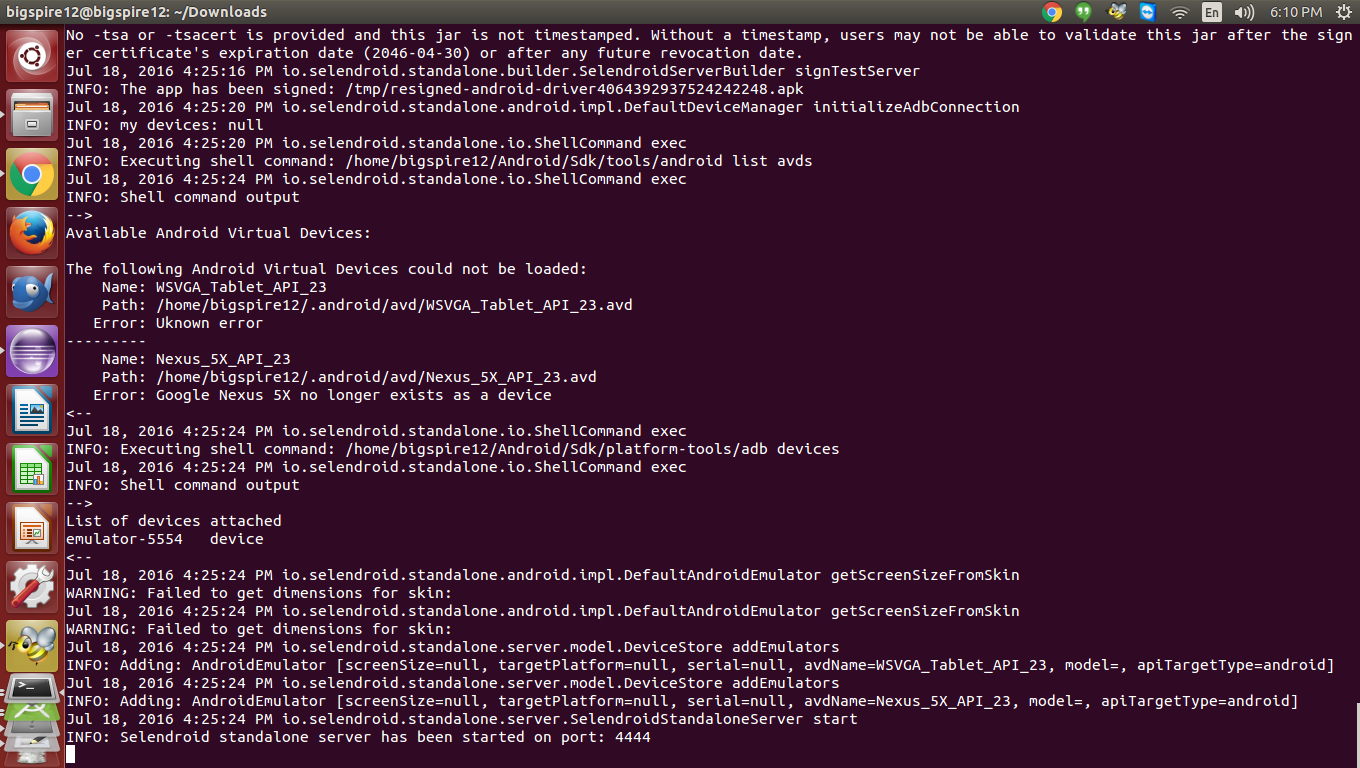 bigspire12@bigspire12: ~/Downloads
En
6:10 PM
No -tsa or -tsacert is provided and this jar is not timestamped. Without a timestamp, users may not be able to validate this jar after the sign
er certificate's expiration date (2046-04-30) or after any future revocation date.
Jul 18, 2016 4:25:16 PM io.selendroid.standalone.builder.SelendroidServerBuilder signTestServer
INFO: The app has been signed: /tmp/resigned-android-driver4064392937524242248.apk
Jul 18, 2016 4:25:20 PM io.selendroid.standalone.android.impl.DefaultDeviceManager initializeAdbConnection
INFO: my devices: null
Jul 18, 2016 4:25:20 PM io.selendroid.standalone.io.ShellCommand exec
INFO: Executing shell command: /home/bigspire12/Android/Sdk/tools/android list avds
Jul 18, 2016 4:25:24 PM io.selendroid.standalone.io.ShellCommand exec
INFO: Shell command output
-->
Available Android Virtual Devices:
The following Android Virtual Devices could not be loaded:
Name: WSVGA_Tablet_API_23
Path: /home/bigspire12/.android/avd/WSVGA_Tablet_API_23.avd
Error: Uknown error
---------
Name: Nexus_5X_API_23
Path: /home/bigspire12/.android/avd/Nexus_5X_API_23.avd
Error: Google Nexus 5X no longer exists as a device
<--
Jul 18, 2016 4:25:24 PM io.selendroid.standalone.io.ShellCommand exec
INFO: Executing shell command: /home/bigspire12/Android/Sdk/platform-tools/adb devices
Jul 18, 2016 4:25:24 PM io.selendroid.standalone.io.ShellCommand exec
INFO: Shell command output
-->
List of devices attached
emulator-5554   device
<--
Jul 18, 2016 4:25:24 PM io.selendroid.standalone.android.impl.DefaultAndroidEmulator getScreenSizeFromSkin
WARNING: Failed to get dimensions for skin:
Jul 18, 2016 4:25:24 PM io.selendroid.standalone.android.impl.DefaultAndroidEmulator getScreenSizeFromSkin
WARNING: Failed to get dimensions for skin:
Jul 18, 2016 4:25:24 PM io.selendroid.standalone.server.model.DeviceStore addEmulators
INFO: Adding: AndroidEmulator [screenSize=null, targetPlatform=null, serial=null, avdName=WSVGA_Tablet_API_23, model=, apiTargetType=android]
Jul 18, 2016 4:25:24 PM io.selendroid.standalone.server.model.DeviceStore addEmulators
INFO: Adding: AndroidEmulator [screenSize=null, targetPlatform=null, serial=null, avdName=Nexus_5X_API_23, model=, apiTargetType=android]
Jul 18, 2016 4:25:24 PM io.selendroid.standalone.server.SelendroidStandaloneServer start
INFO: Selendroid standalone server has been started on port: 4444